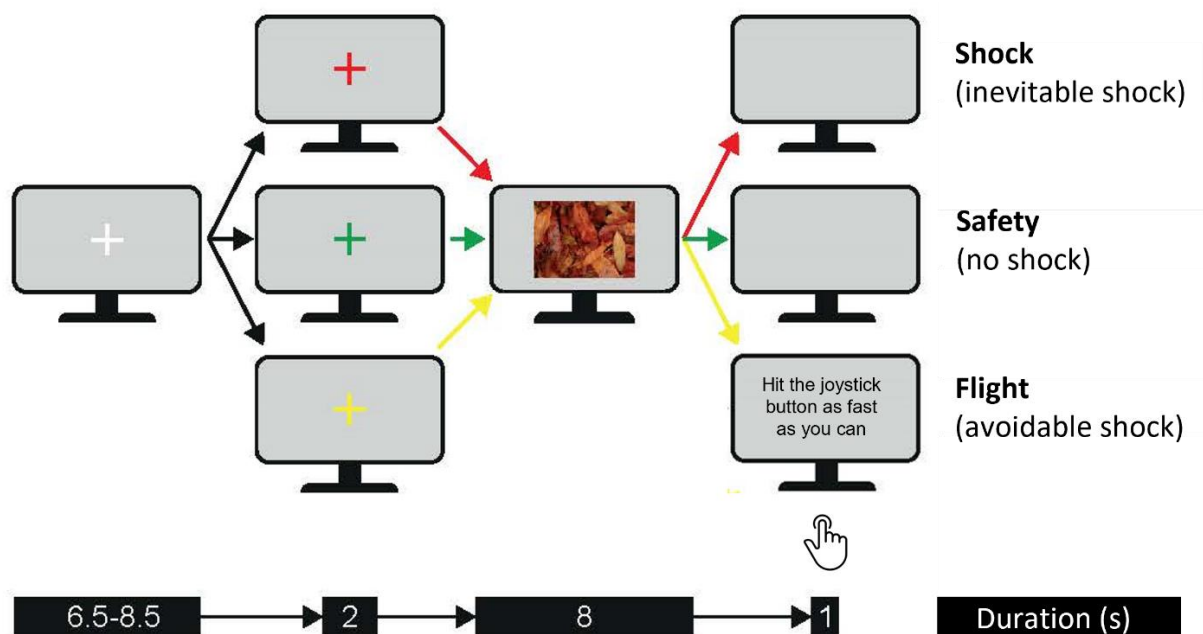 Shock
(inevitable shock)
Safety
(no shock)
Hit the joystick
button as fast
as you can
Flight
(avoidable shock)
6.5-8.5
2
8
1
Duration (s)